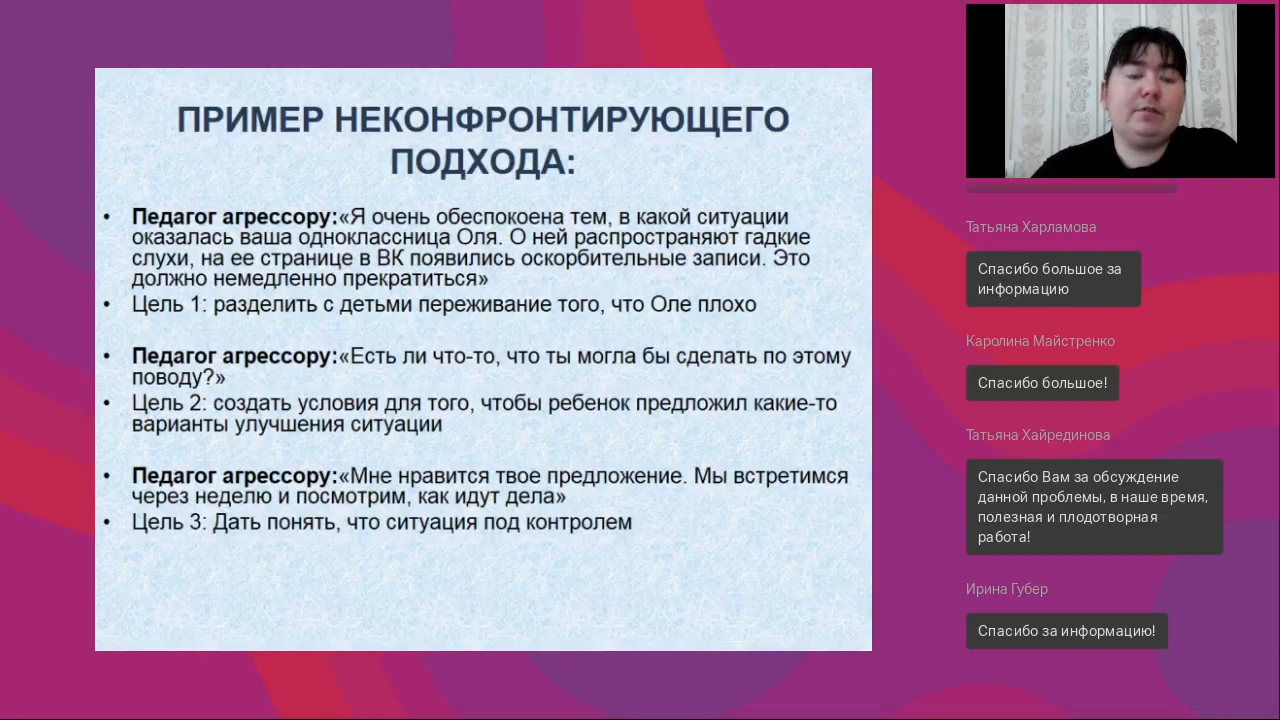 ПРИМЕР НЕКОНФРОНТИРУЮЩЕГО
ПОДХОДА:
• Педагог агрессору:«Я очень обеспокоена тем, в какой ситуации
оказалась ваша одноклассница Оля. О ней распространяют гадкие
слухи, на ее странице в ВК появились оскорбительные записи. Это
должно немедленно прекратиться»
• Цель 1: разделить с детьми переживание того, что Оле плохо
• Педагог агрессору:«Есть ли что-то, что ты могла бы сделать по этому
поводу?»
• Цель 2: создать условия для того, чтобы ребенок предложил какие-то
варианты улучшения ситуации
• Педагог агрессору:«Мне нравится твое предложение. Мы встретимся
через неделю и посмотрим, как идут дела»
• Цель 3: Дать понять, что ситуация под контролем
Татьяна Харламова
Спасибо большое за
информацию
Каролина Майстренко
Спасибо большое!
Татьяна Хайрединова
Спасибо Вам за обсуждение
данной проблемы, в наше время,
полезная и плодотворная
работа!
Ирина Губер
Спасибо за информацию!